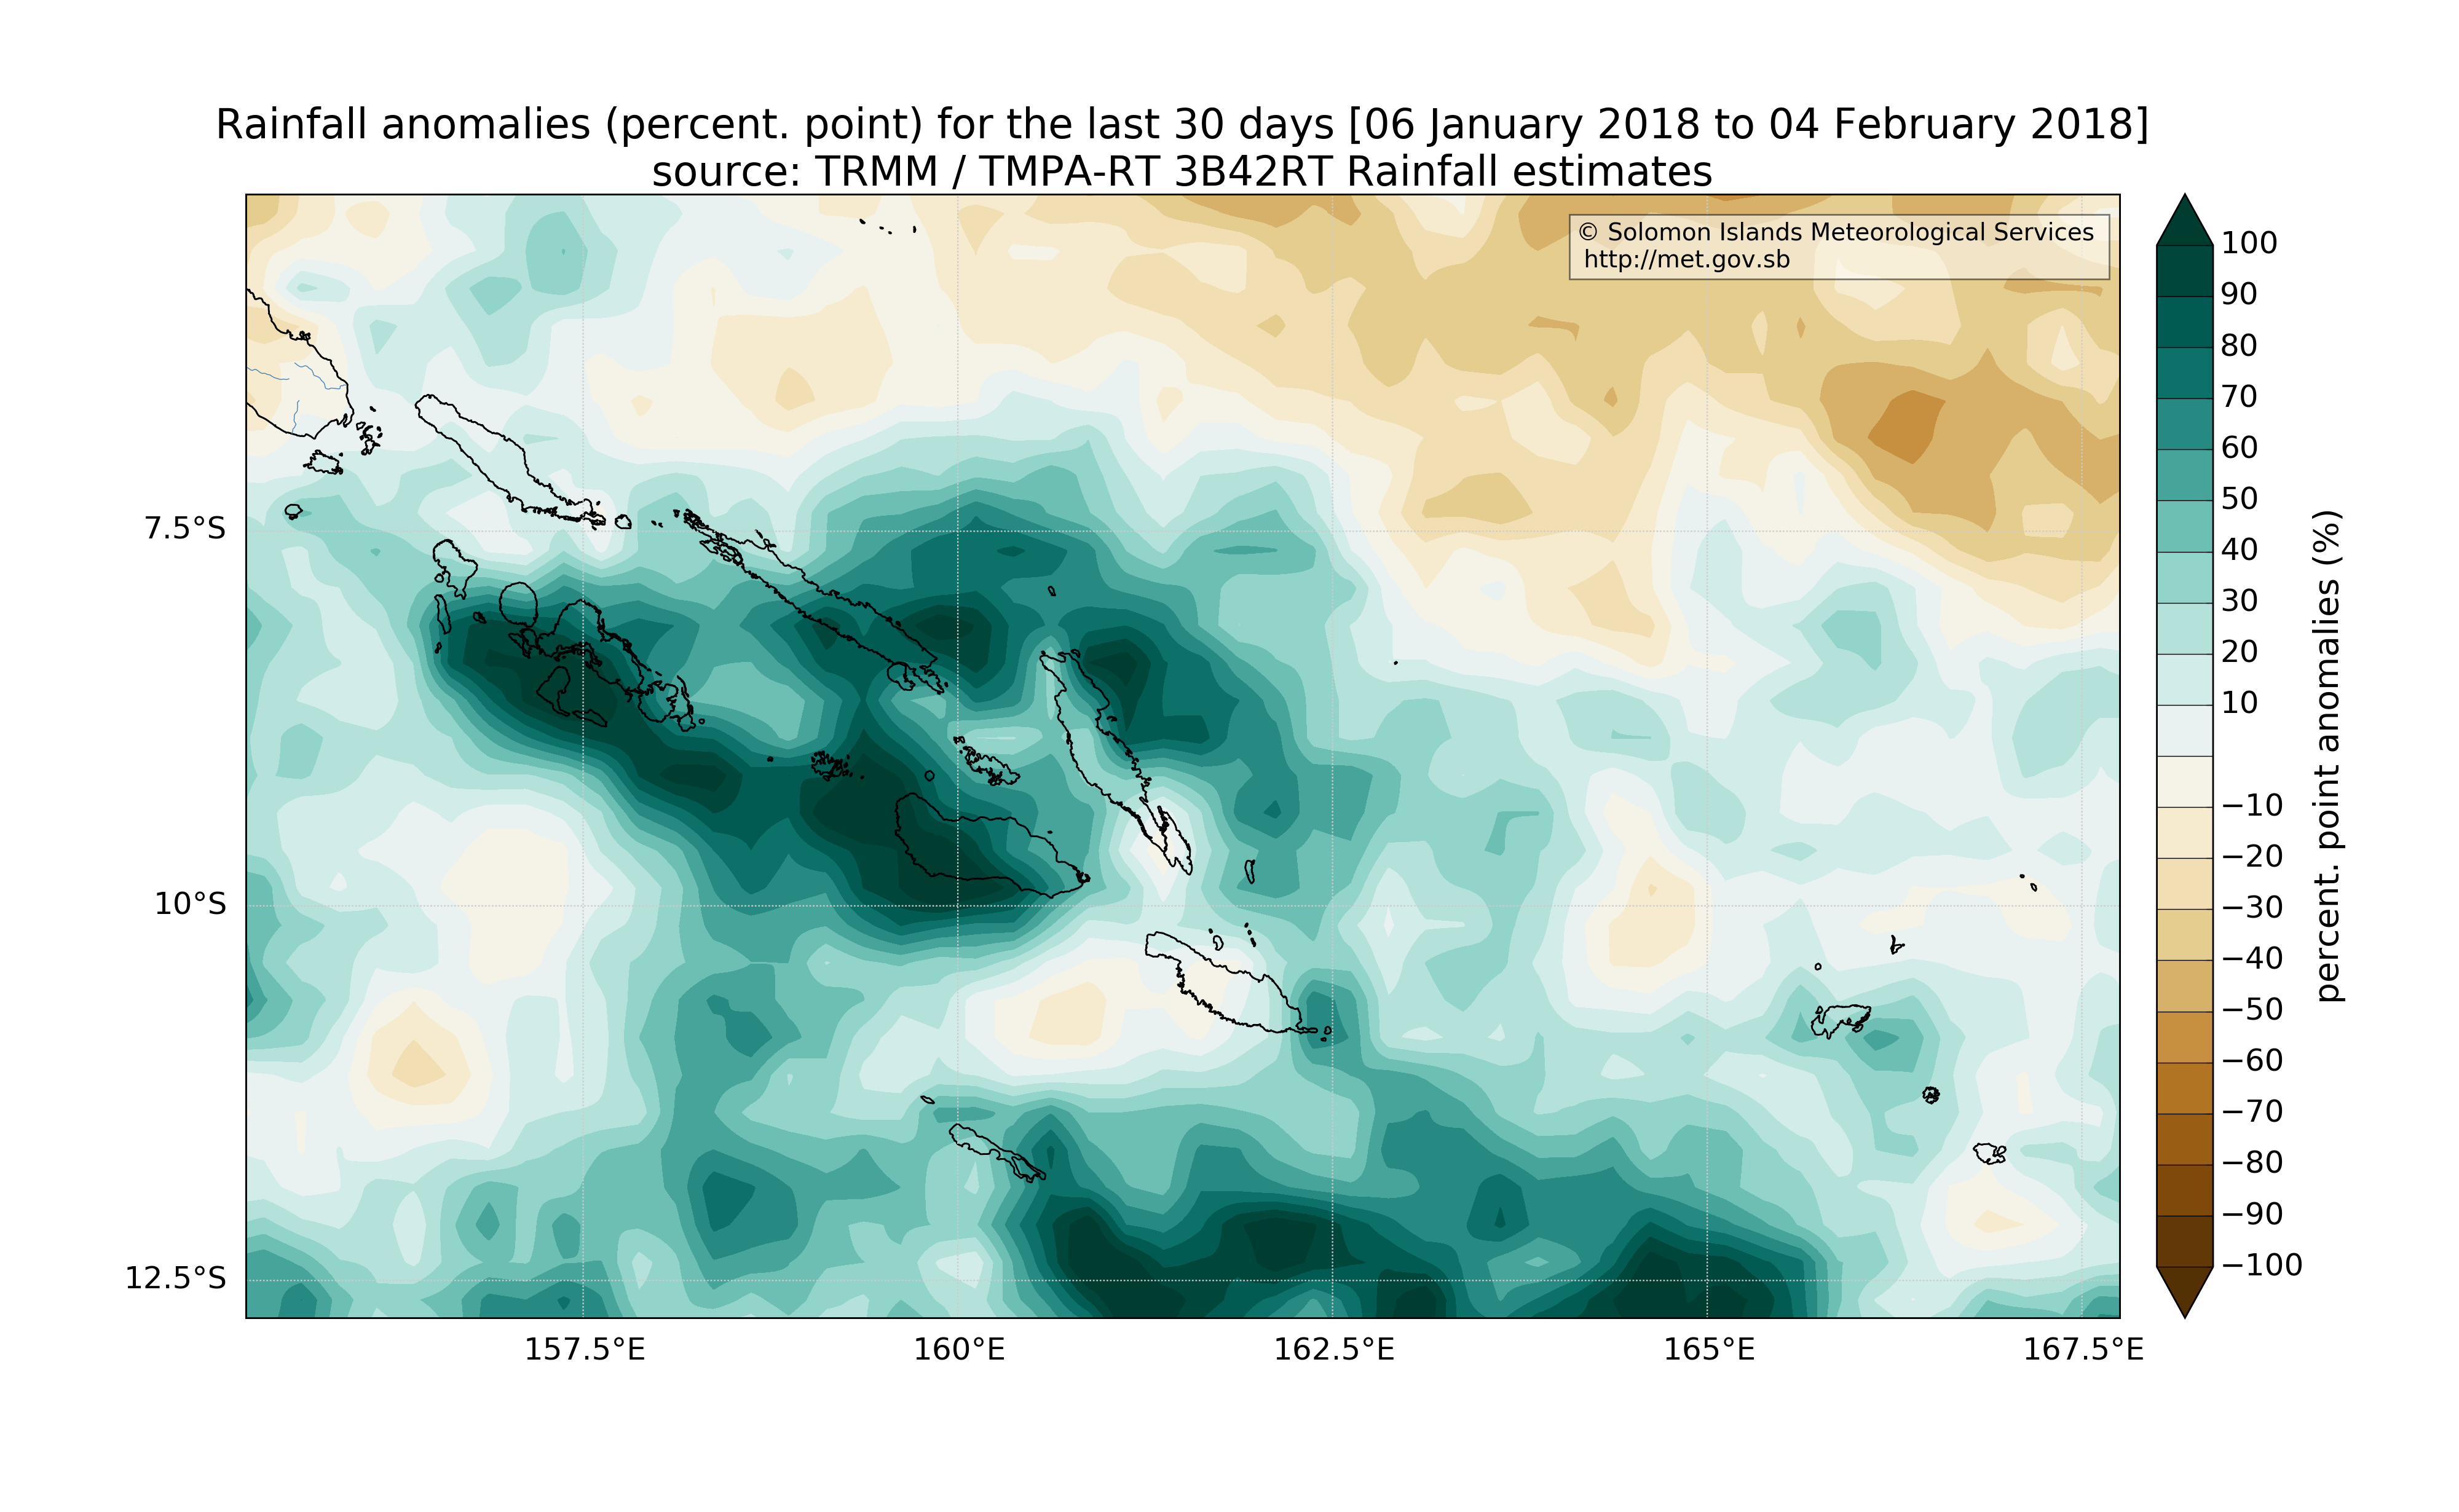 Rainfall anomalies (percent. point) for the last 30 days [06 January 2018 to 04 February 2018]
source: TRMM / TMPA-RT 3B42RT Rainfall estimates
© Solomon Islands Meteorological Services
http://met.gov.sb
7.5°S
10°S
12.5°S
157.5°E
160°E
162.5°E
165°E
167.5°E
100
90
80
70
60
50
40
30
20
10
−10
−20
−30
−40
−50
−60
−70
−80
−90
−100
percent. point anomalies (%)